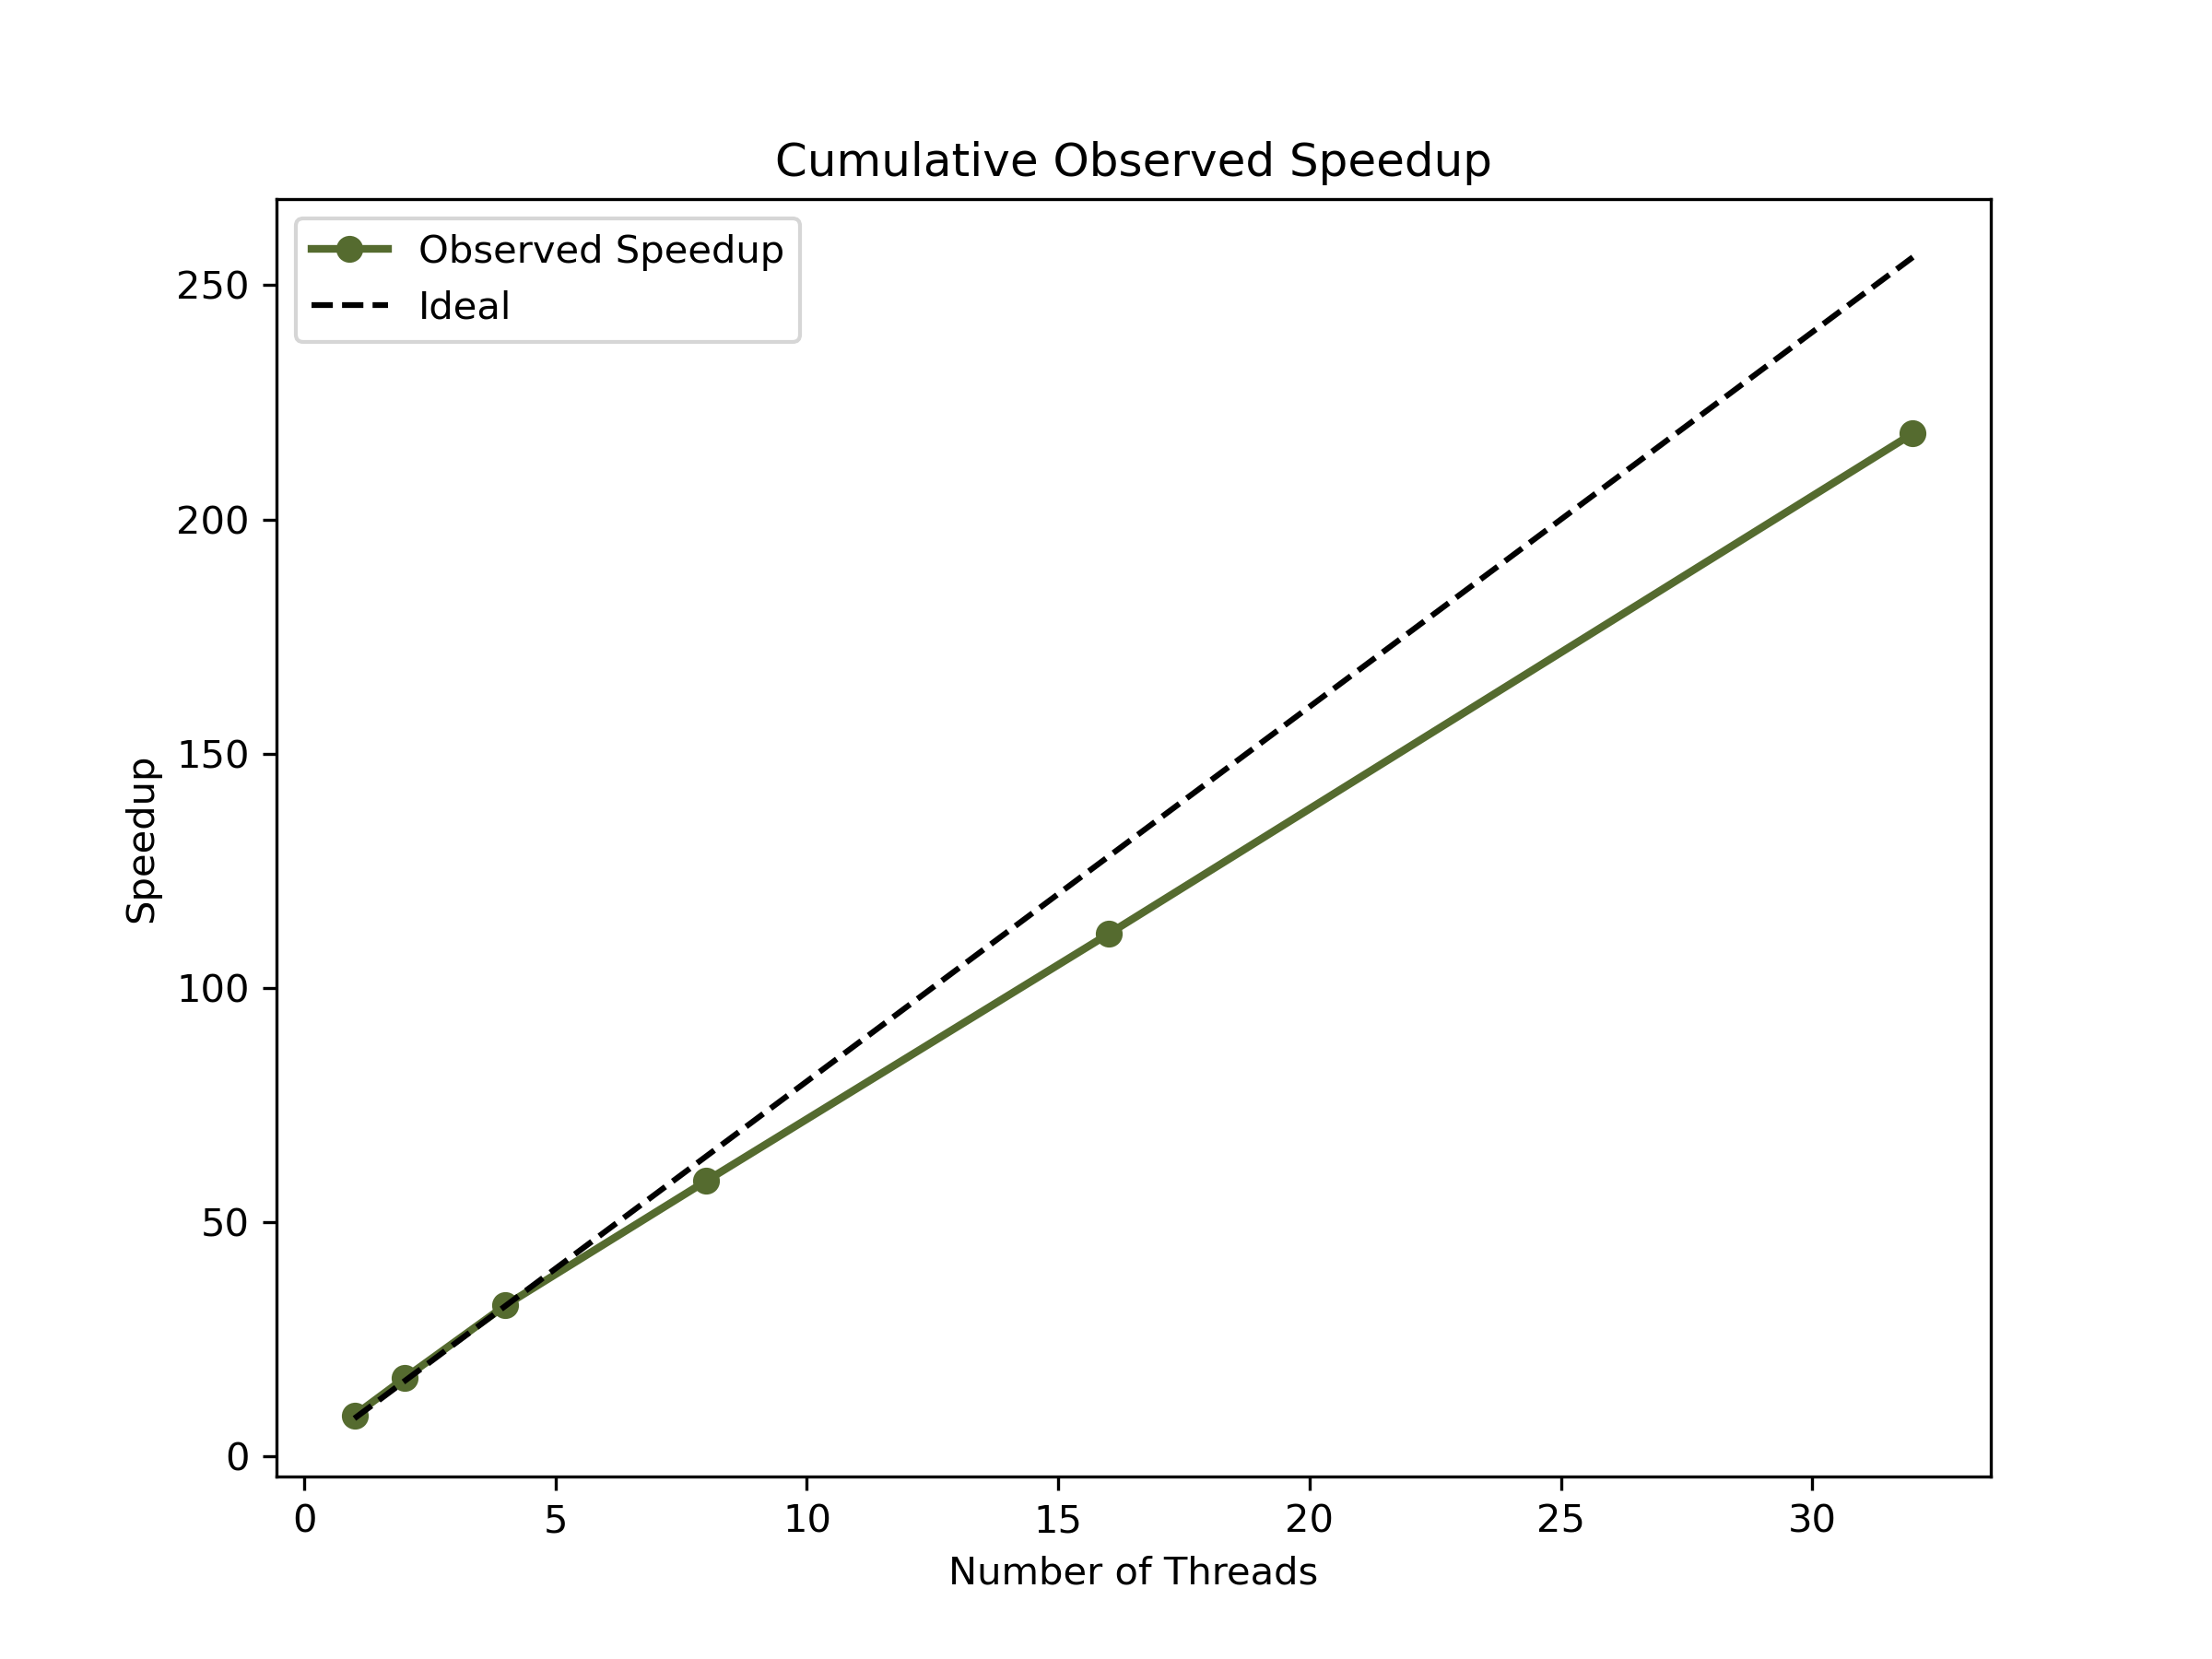 Cumulative Observed Speedup
Observed Speedup
Ideal
250
200
150
100
50
0
Speedup
0 5 10 15 20 25 30
Number of Threads